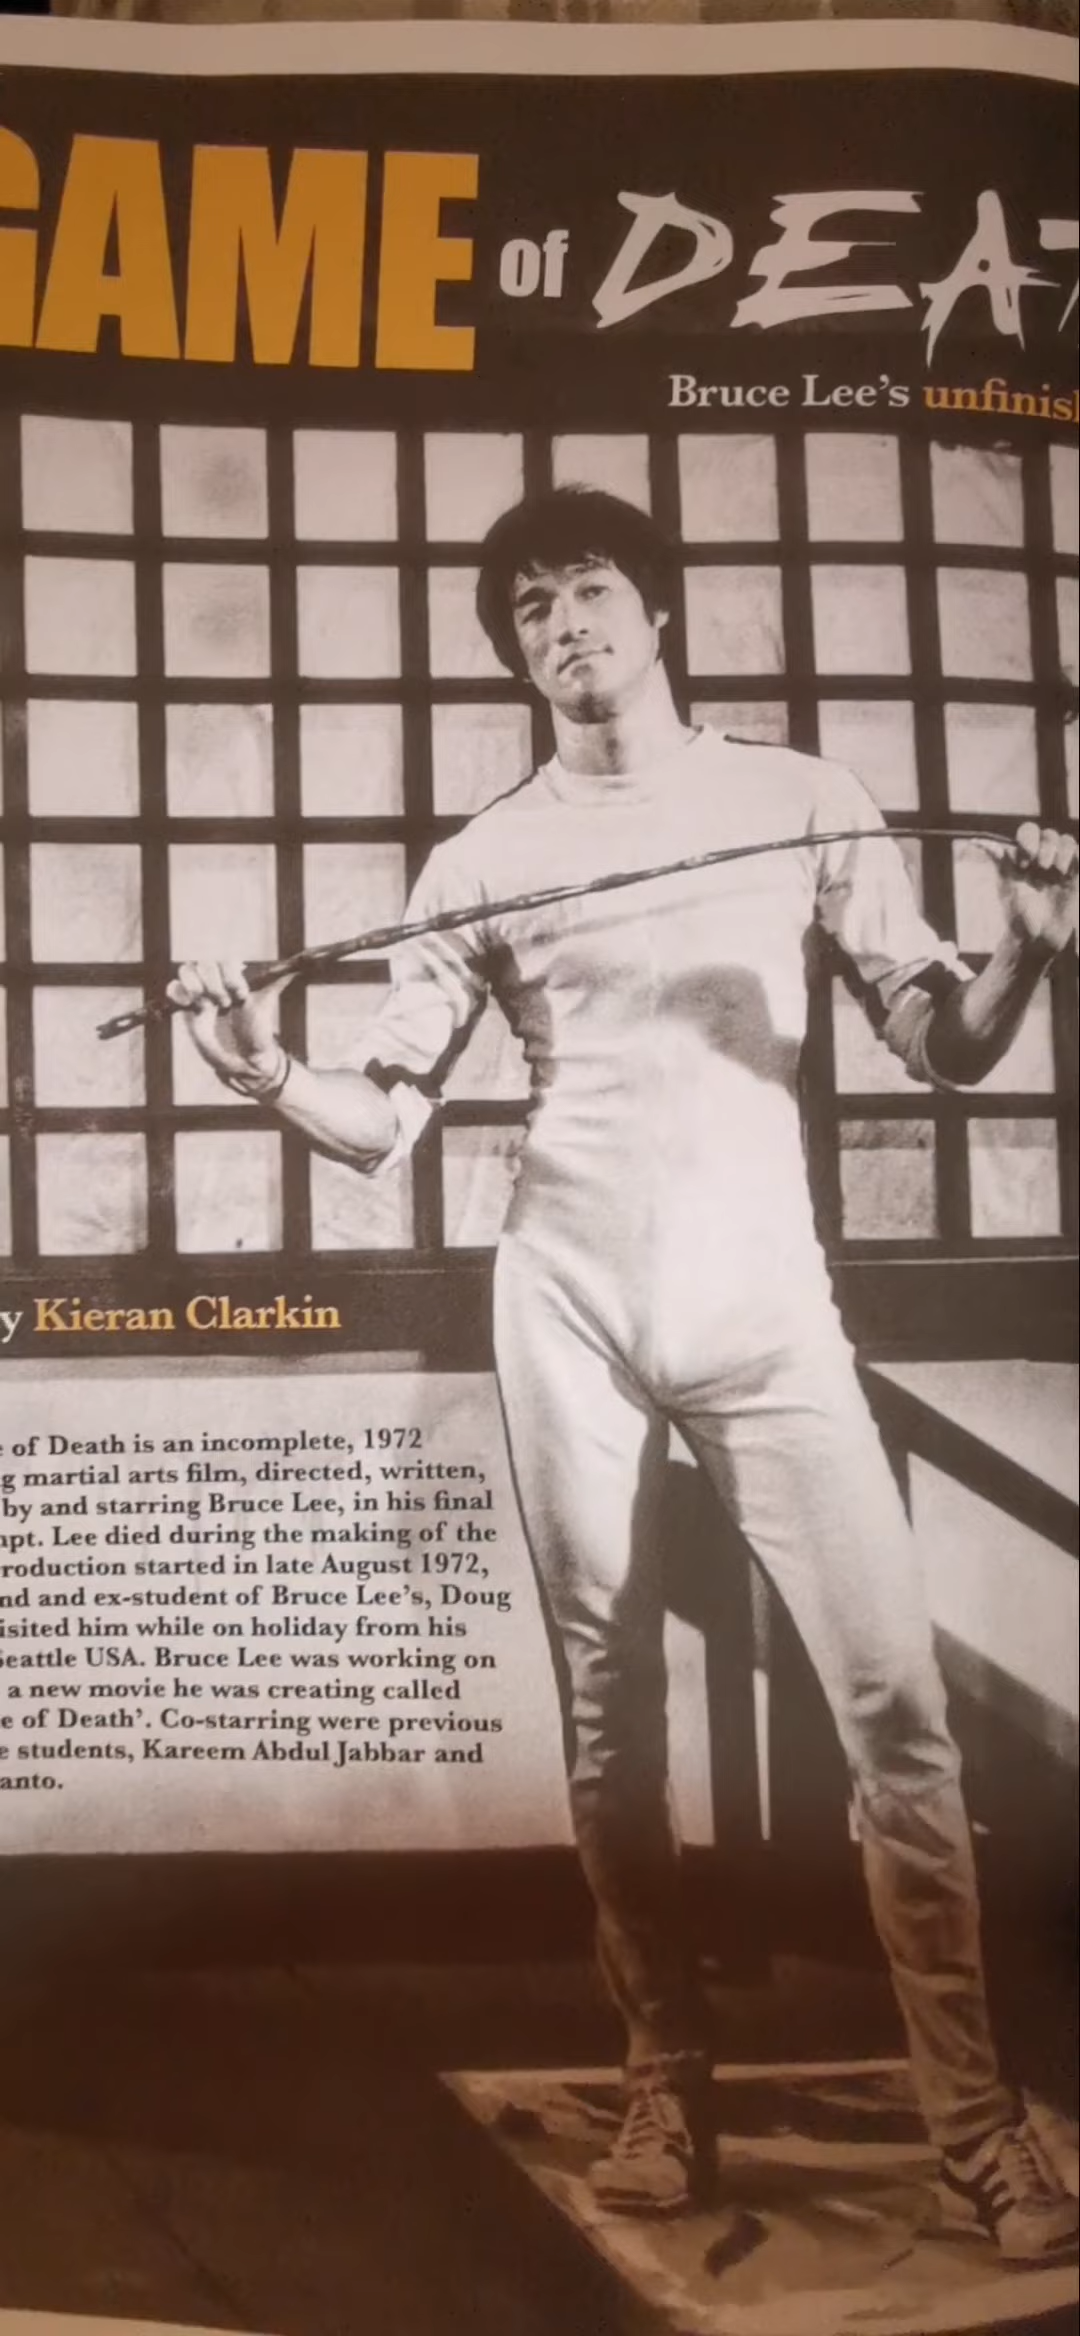 GAME of DEAT
Bruce Lee's unfinis
y Kieran Clarkin
e of Death is an incomplete, 1972
g martial arts film, directed, written,
by and starring Bruce Lee, in his final
mpt. Lee died during the making of the
roduction started in late August 1972,
nd and ex-student of Bruce Lee's, Doug
isited him while on holiday from his
Seattle USA. Bruce Lee was working on
a new movie he was creating called
e of Death'. Co-starring were previous
e students, Kareem Abdul Jabbar and
anto.